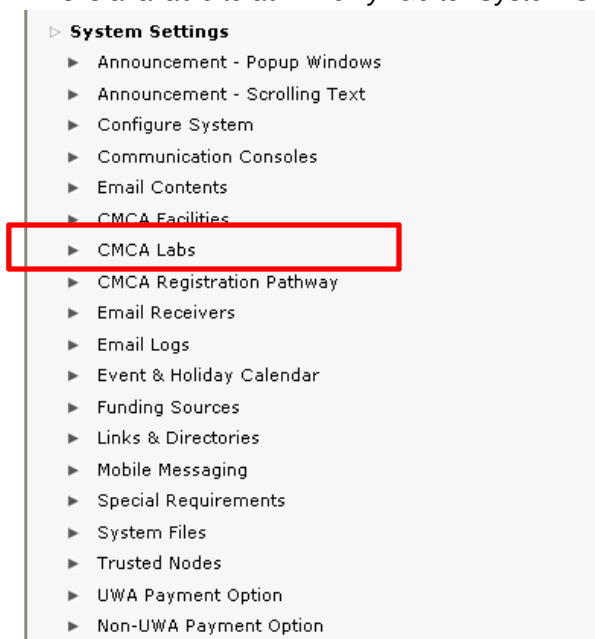 System Settings
Announcement - Popup Windows
Announcement - Scrolling Text
Configure System
Communication Consoles
Email Contents
CMCA Facilities
CMCA Labs
CMCA Registration Pathway
Email Receivers
Email Logs
Event & Holiday Calendar
Funding Sources
Links & Directories
Mobile Messaging
Special Requirements
System Files
Trusted Nodes
UWA Payment Option
Non-UWA Payment Option